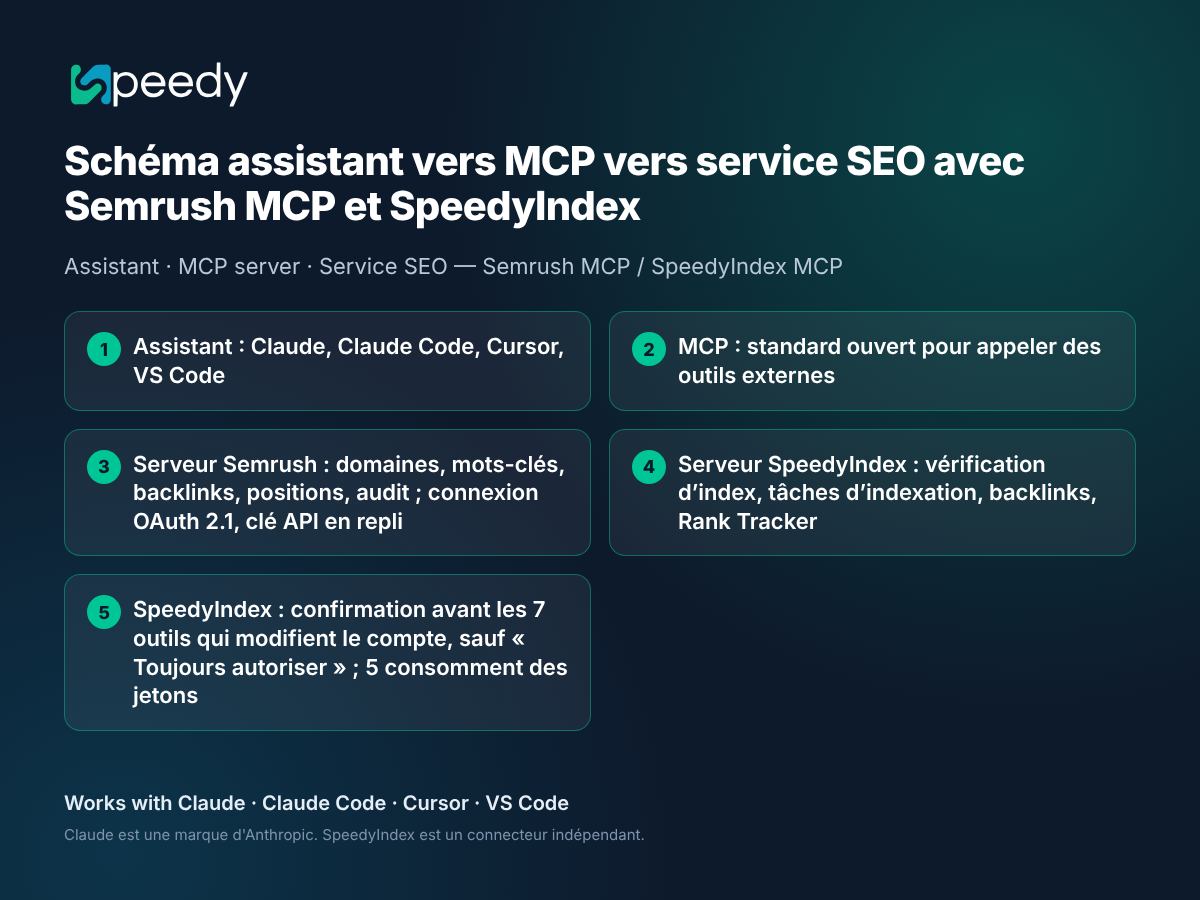 Speedy
Schéma assistant vers MCP vers service SEO avec
Semrush MCP et SpeedyIndex
Assistant · MCP server · Service SEO — Semrush MCP / SpeedyIndex MCP
1
Assistant : Claude, Claude Code, Cursor,
VS Code
2
MCP : standard ouvert pour appeler des
outils externes
3
Serveur Semrush : domaines, mots-clés,
backlinks, positions, audit ; connexion
OAuth 2.1, clé API en repli
4
Serveur SpeedyIndex : vérification
d’index, tâches d’indexation, backlinks,
Rank Tracker
5
SpeedyIndex : confirmation avant les 7
outils qui modifient le compte, sauf «
Toujours autoriser » ; 5 consomment des
jetons
Works with Claude · Claude Code · Cursor · VS Code
Claude est une marque d'Anthropic. SpeedyIndex est un connecteur indépendant.